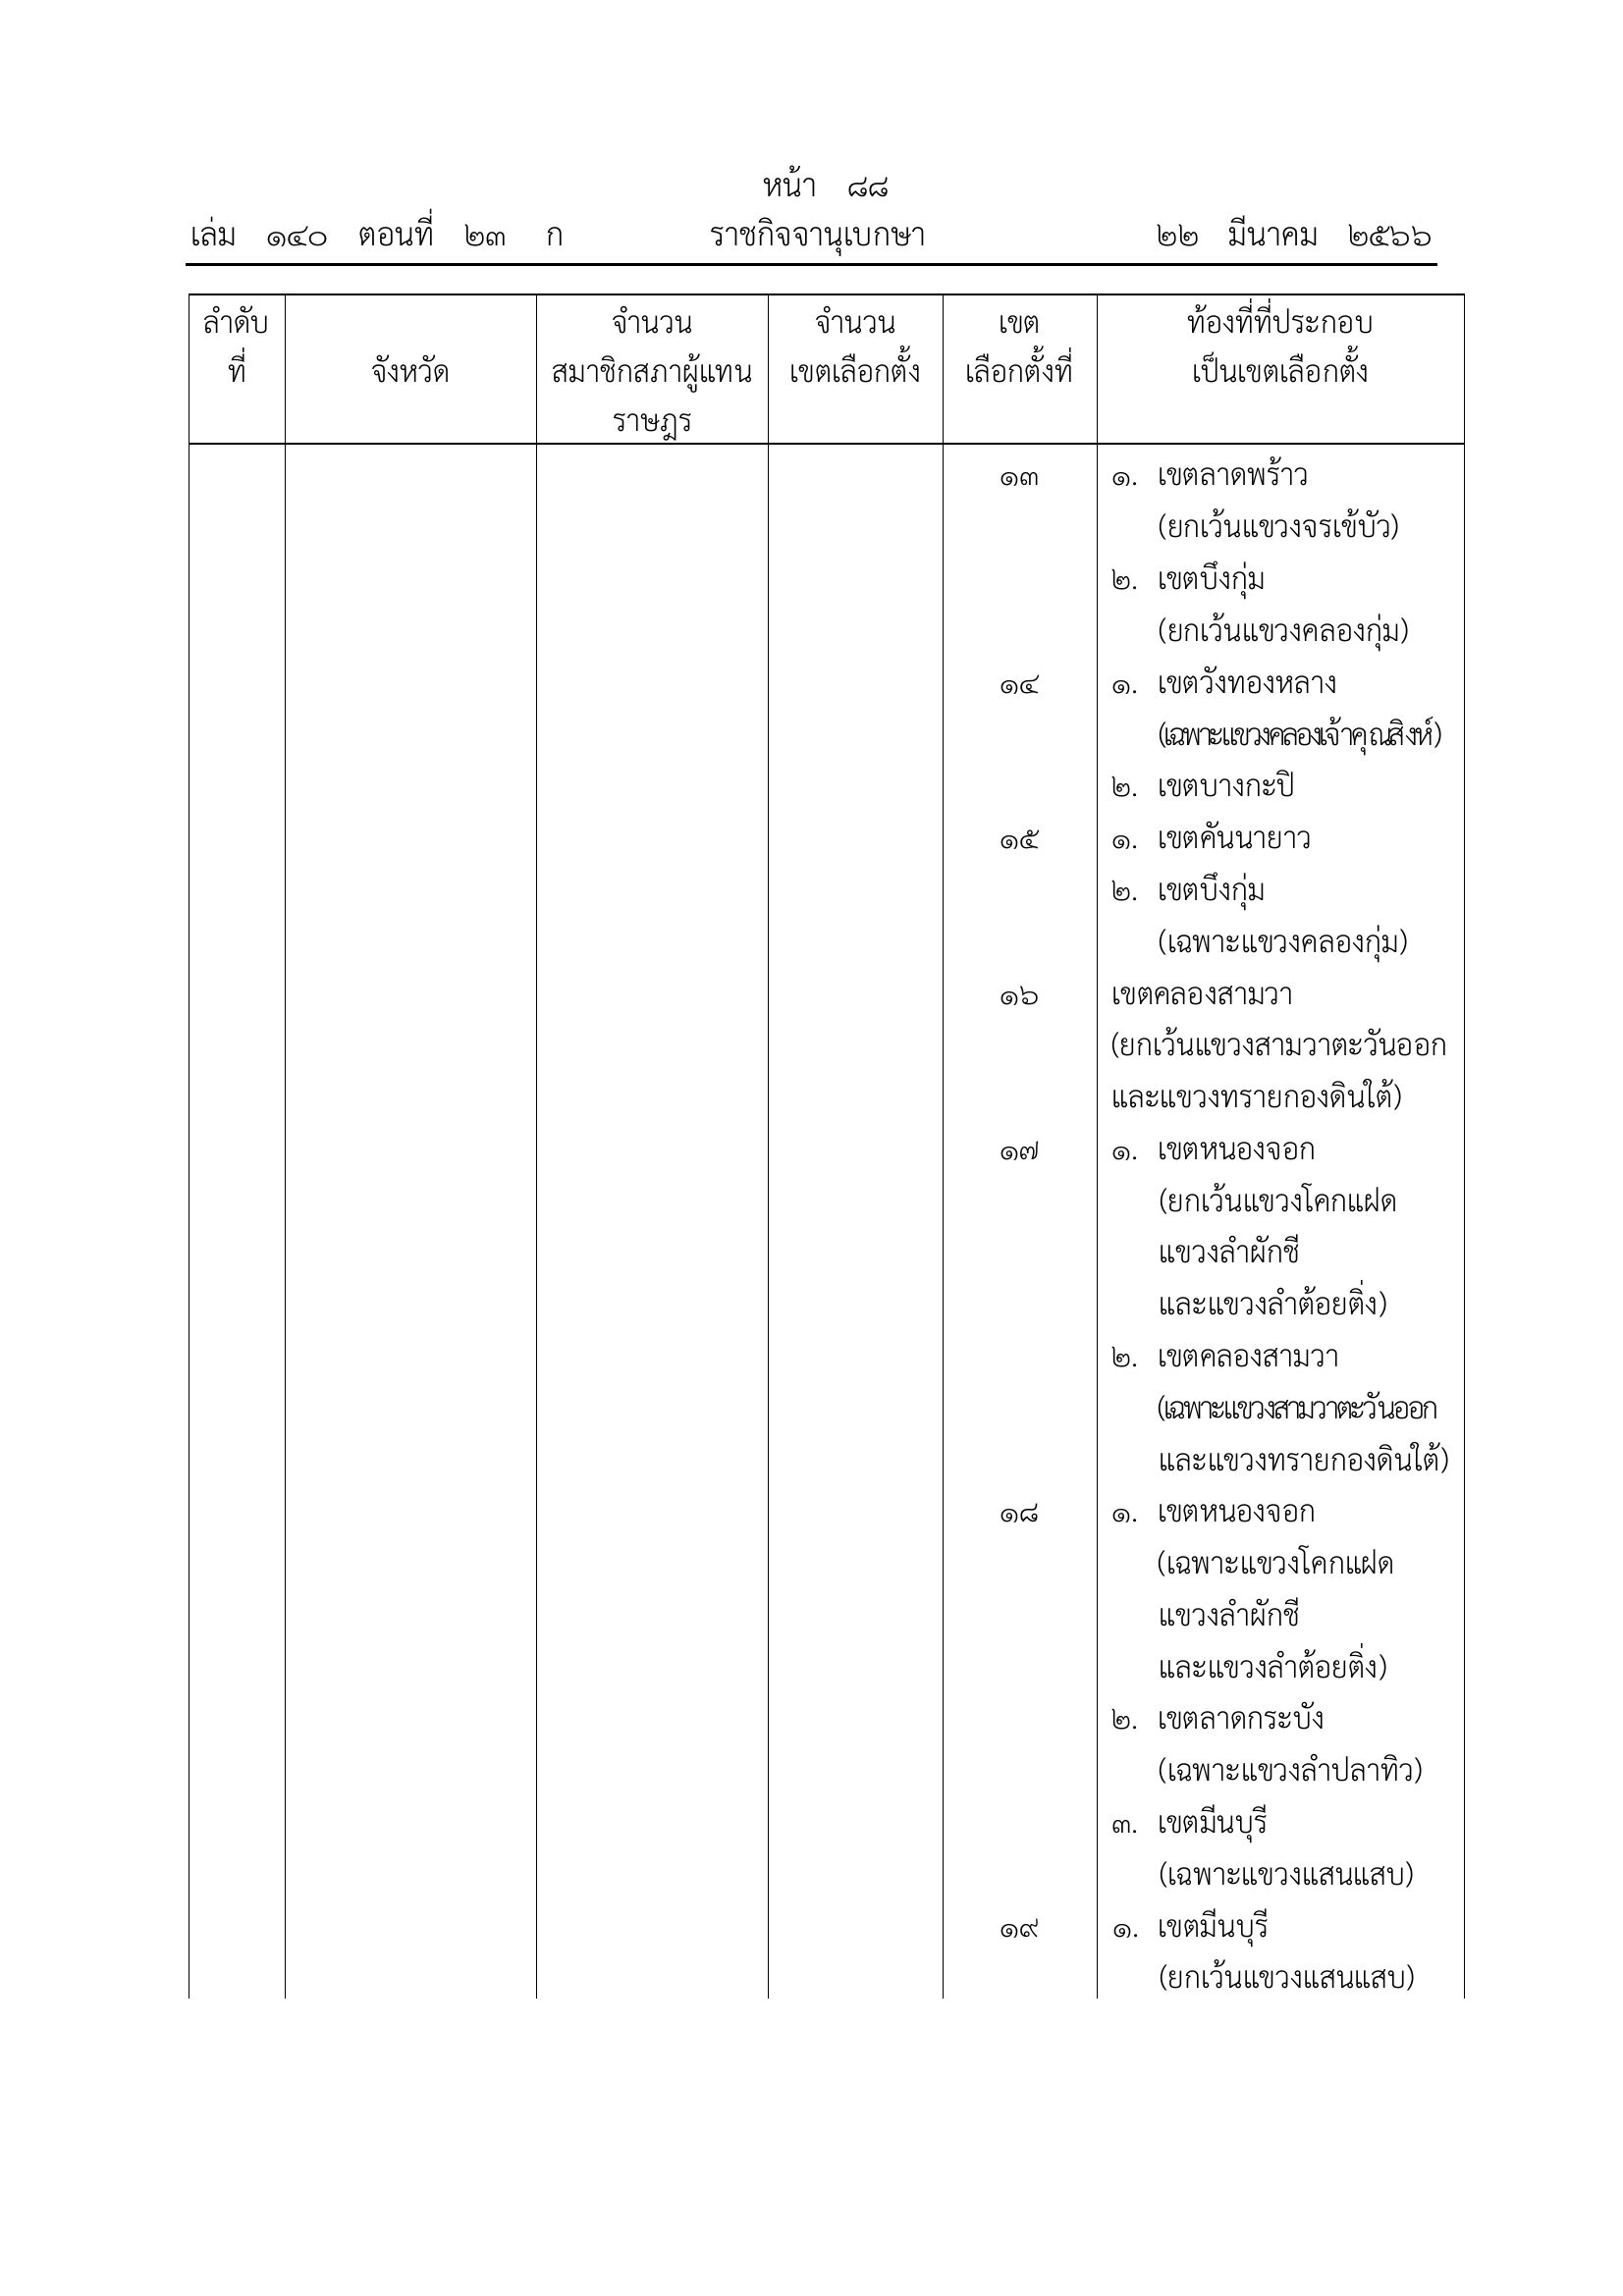 หน้า ๘๘
เล่ม ๑๔๐ ตอนที่ ๒๓ ก ราชกิจจานุเบกษา ๒๒ มีนาคม ๒๕๖๖
ลำดับ จำนวน จำนวน เขต ท้องที่ที่ประกอบ
ที่ จังหวัด สมาชิกสภาผู้แทน เขตเลือกตั้ง เลือกตั้งที่ เป็นเขตเลือกตั้ง
ราษฎร
๑๓ ๑. เขตลาดพร้าว
(ยกเว้นแขวงจรเข้บัว)
๒. เขตบึงกุ่ม
(ยกเว้นแขวงคลองกุ่ม)
๑๔ ๑. เขตวังทองหลาง
(เฉพาะแขวงคลองเจ้าคุณสิงห์)
๒. เขตบางกะปิ
๑๕ ๑. เขตคันนายาว
๒. เขตบึงกุ่ม
(เฉพาะแขวงคลองกุ่ม)
๑๖ เขตคลองสามวา
(ยกเว้นแขวงสามวาตะวันออก
และแขวงทรายกองดินใต้)
๑๗ ๑. เขตหนองจอก
(ยกเว้นแขวงโคกแฝด
แขวงลำผักชี
และแขวงลำต้อยติ่ง)
๒. เขตคลองสามวา
(เฉพาะแขวงสามวาตะวันออก
และแขวงทรายกองดินใต้)
๑๘ ๑. เขตหนองจอก
(เฉพาะแขวงโคกแฝด
แขวงลำผักชี
และแขวงลำต้อยติ่ง)
๒. เขตลาดกระบัง
(เฉพาะแขวงลำปลาทิว)
๓. เขตมีนบุรี
(เฉพาะแขวงแสนแสบ)
๑๙ ๑. เขตมีนบุรี
(ยกเว้นแขวงแสนแสบ)